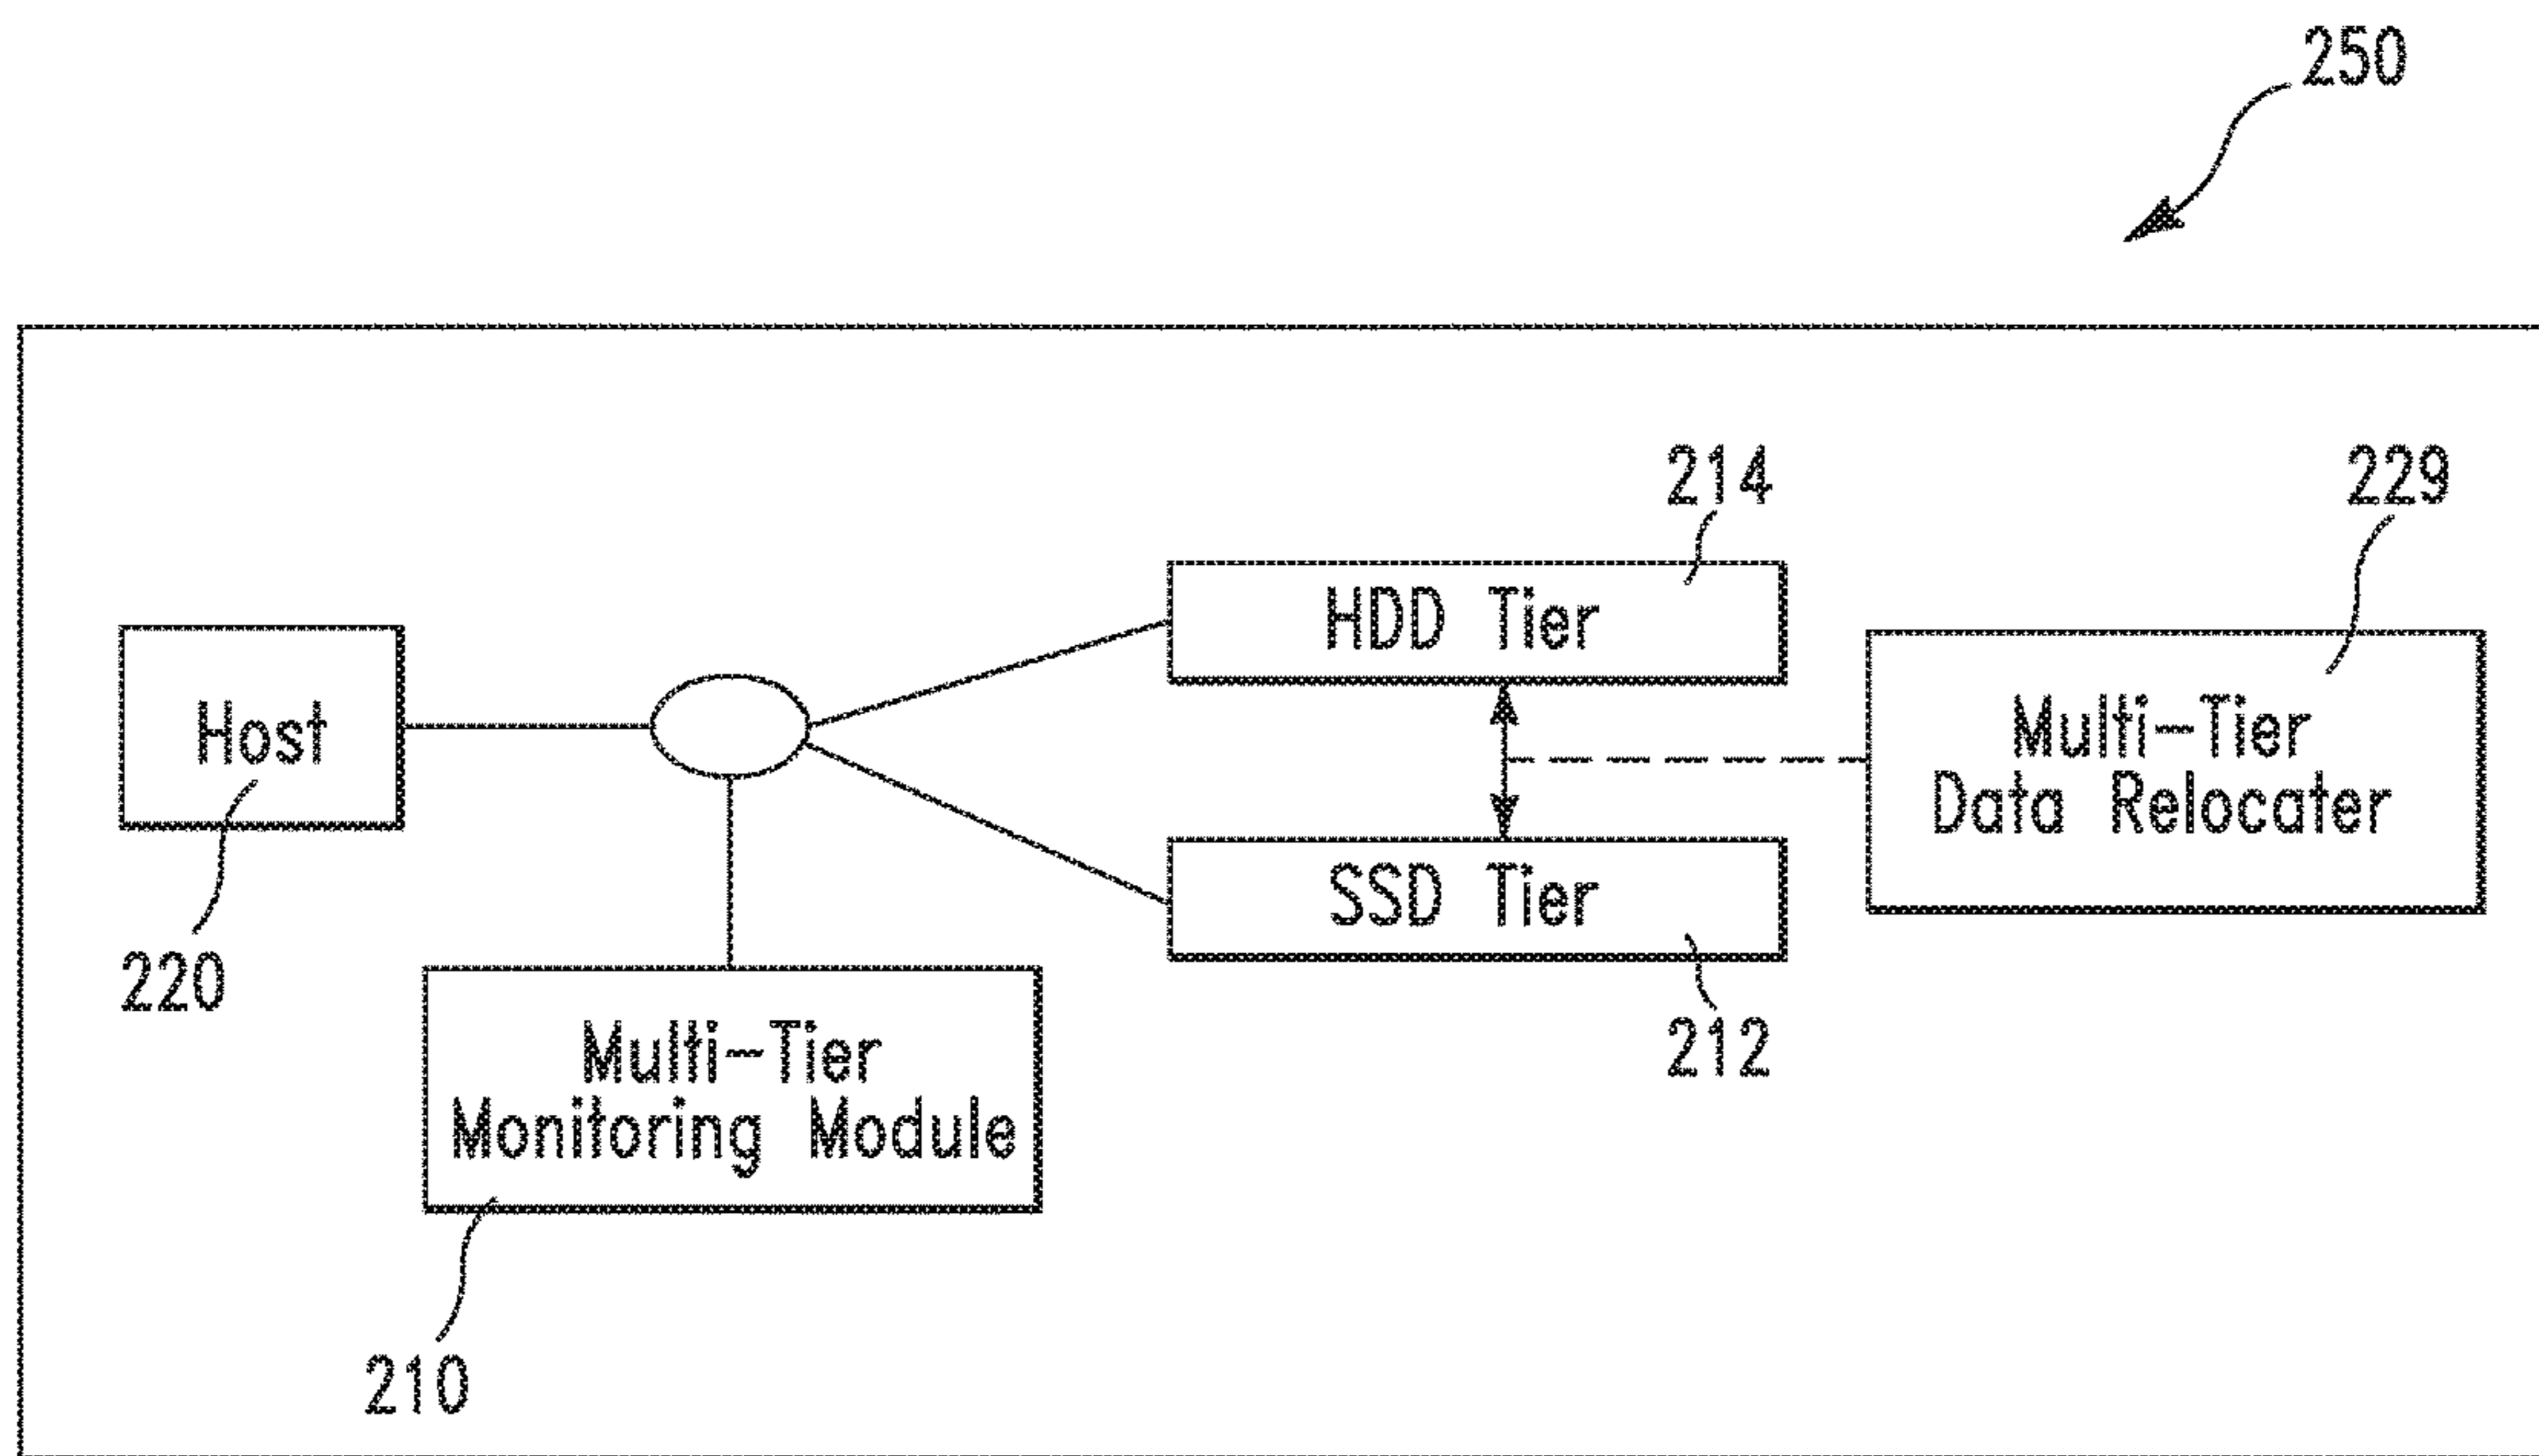 250
214
229
HDD Tier
Host
Multi-Tier
Data Relocater
SSD Tier
220
212
Multi-Tier
Monitoring Module
210